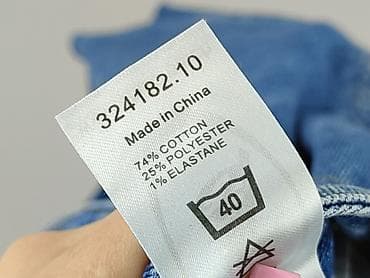 324182.10
Made in China
74% COTTON
25% POLYESTER
1% ELASTANE
40